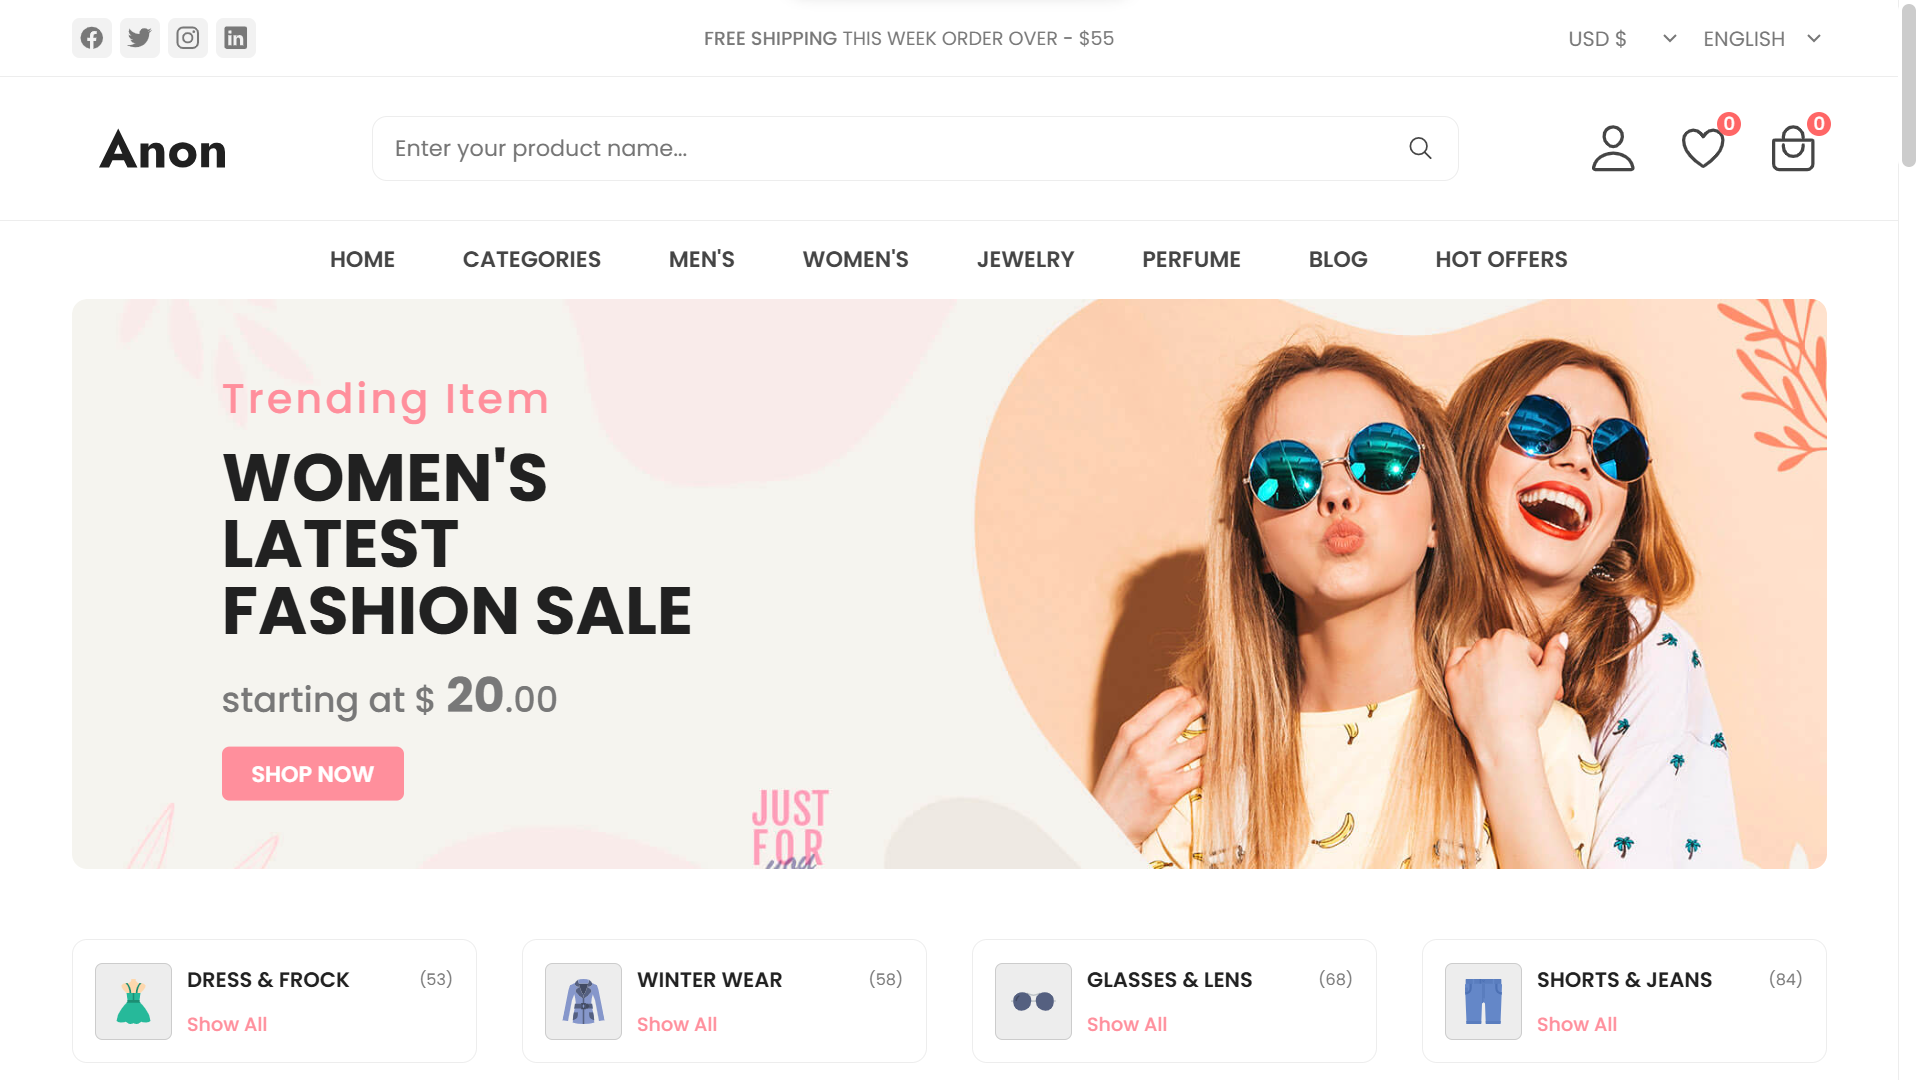 FREE SHIPPING THIS WEEK ORDER OVER - $55
USD $
ENGLISH
Anon
Enter your product name...
0
0
HOME
CATEGORIES
MEN'S
WOMEN'S
JEWELRY
PERFUME
BLOG
HOT OFFERS
Trending Item
WOMEN'S
LATEST
FASHION SALE
starting at $ 20.00
SHOP NOW
JUST
FOR
you
DRESS & FROCK
(53)
Show All
WINTER WEAR
(58)
Show All
GLASSES & LENS
(68)
Show All
SHORTS & JEANS
(84)
Show All